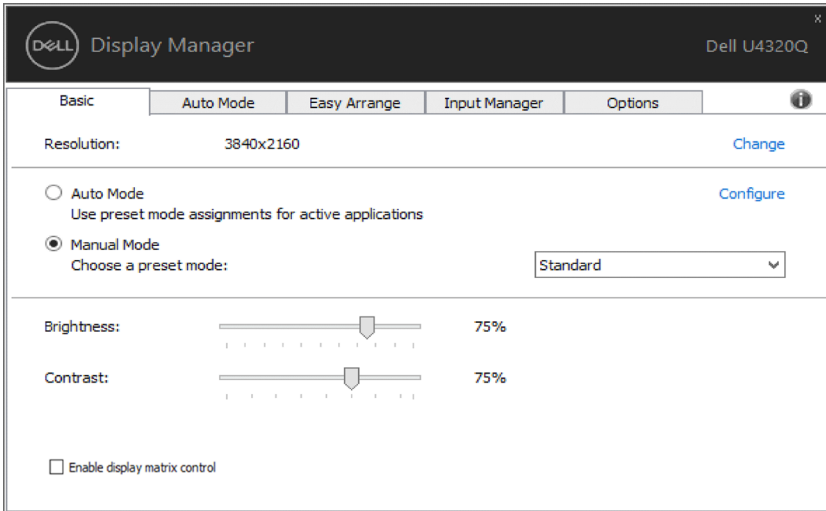 x
DELL Display Manager Dell U4320Q
Basic Auto Mode Easy Arrange Input Manager Options i
Resolution: 3840x2160 Change
Auto Mode Configure
Use preset mode assignments for active applications
Manual Mode
Choose a preset mode: Standard
Brightness: 75%
Contrast: 75%
Enable display matrix control